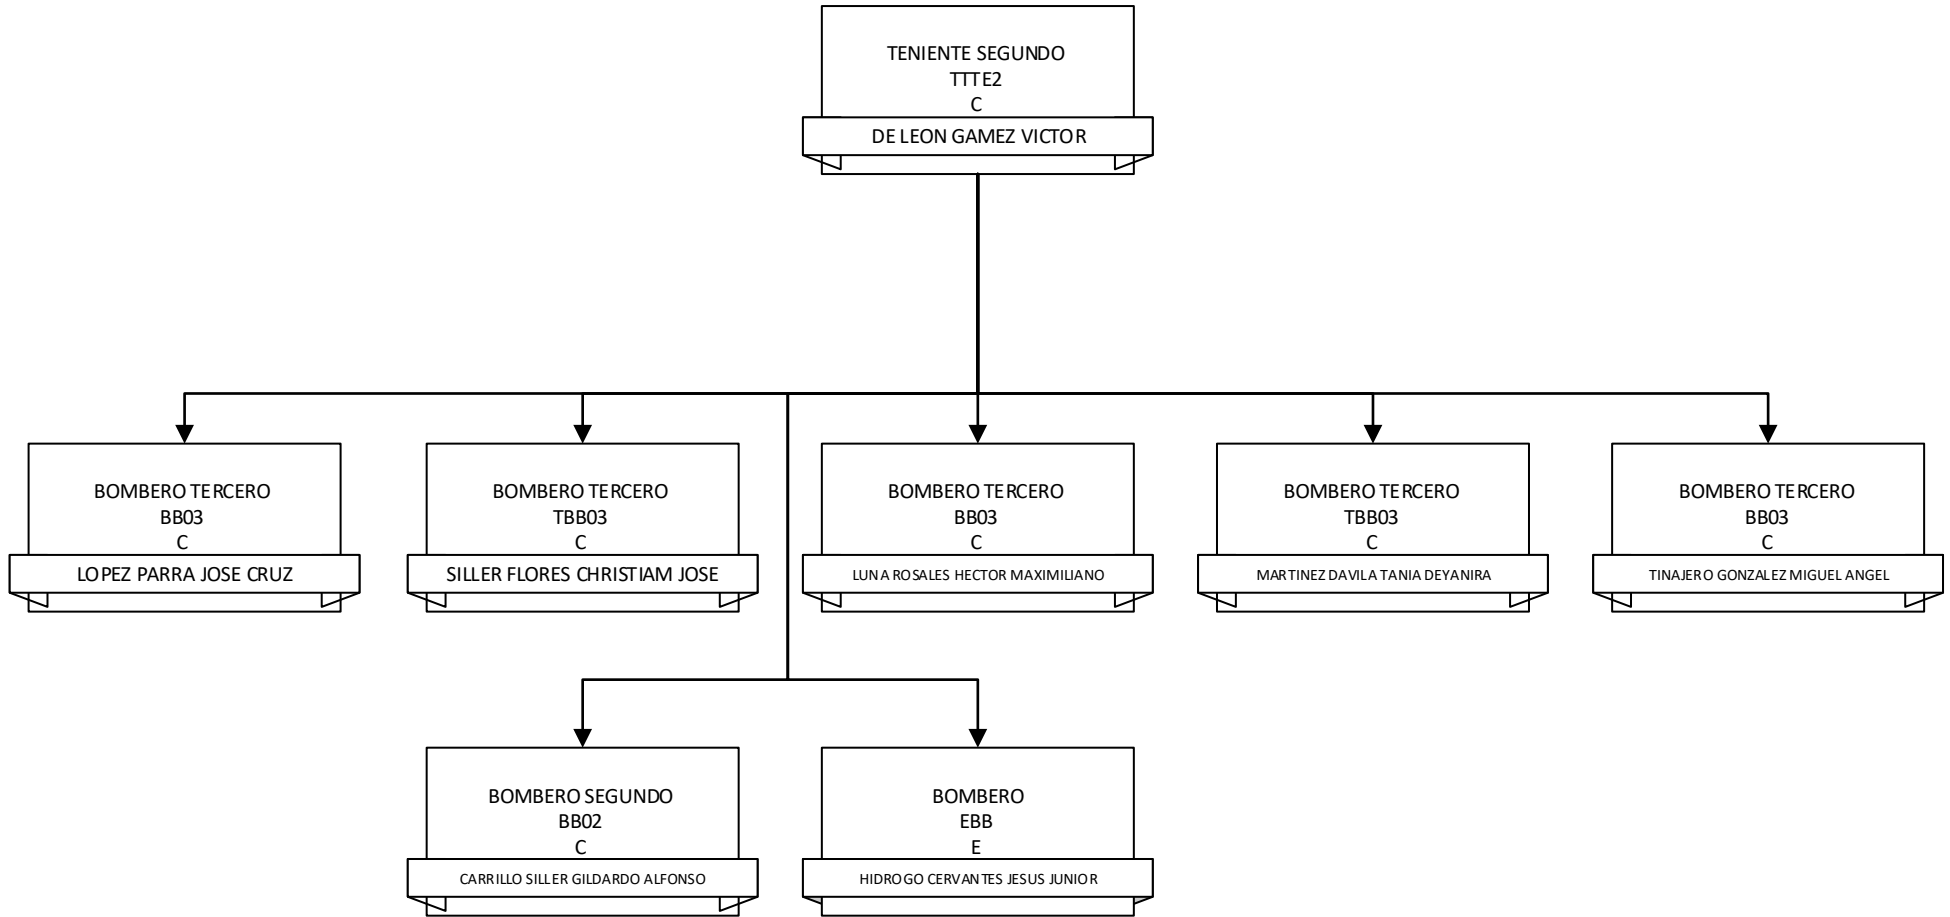 TENIENTE SEGUNDO
TTTE2
C
DE LEON GAMEZ VICTOR
BOMBERO TERCERO
BB03
C
LOPEZ PARRA JOSE CRUZ
BOMBERO TERCERO
TBB03
C
SILLER FLORES CHRISTIAM JOSE
BOMBERO TERCERO
BB03
C
LUNA ROSALES HECTOR MAXIMILIANO
BOMBERO TERCERO
TBB03
C
MARTINEZ DAVILA TANIA DEYANIRA
BOMBERO TERCERO
BB03
C
TINAJERO GONZALEZ MIGUEL ANGEL
BOMBERO SEGUNDO
BB02
C
CARRILLO SILLER GILDARDO ALFONSO
BOMBERO
EBB
E
HIDROGO CERVANTES JESUS JUNIOR